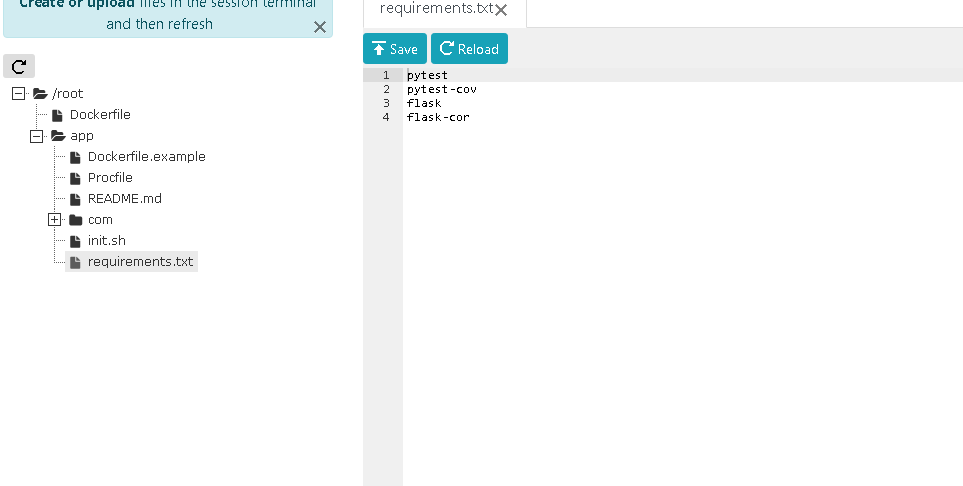 Create or upload files in the session terminal
and then refresh
/root
Dockerfile
app
Dockerfile.example
Procfile
README.md
com
init.sh
requirements.txt
requirements.txt
Save Reload
1 pytest
2 pytest-cov
3 flask
4 flask-cor